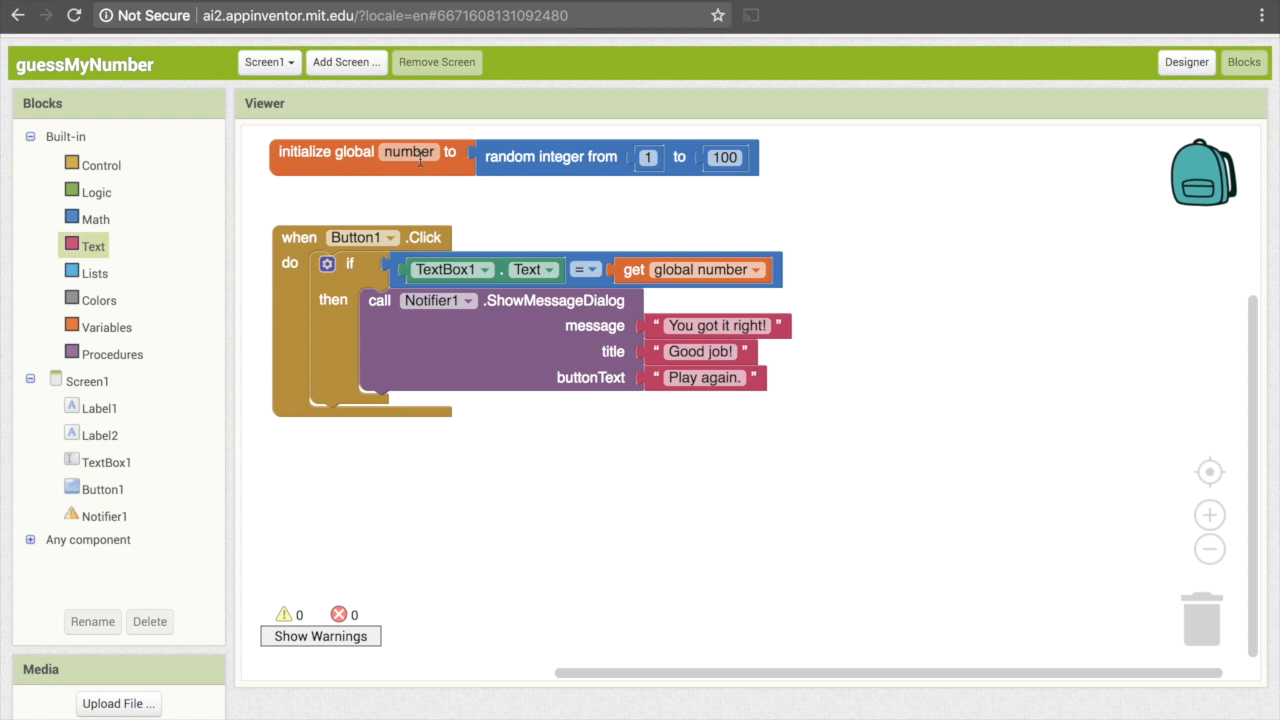 Not Secure ai2.appinventor.mit.edu/?locale=en#6671608131092480
guessMyNumber
Screen1
Add Screen ...
Remove Screen
Designer
Blocks
Blocks
Built-in
Control
Logic
Math
Text
Lists
Colors
Variables
Procedures
Screen1
Label1
Label2
TextBox1
Button1
Notifier1
Any component
Rename
Delete
Media
Upload File ...
Viewer
initialize global number to random integer from 1 to 100
when Button1 .Click
do if TextBox1 . Text = get global number
then call Notifier1 .ShowMessageDialog
message “ You got it right! ”
title “ Good job! ”
buttonText “ Play again. ”
0 0
Show Warnings